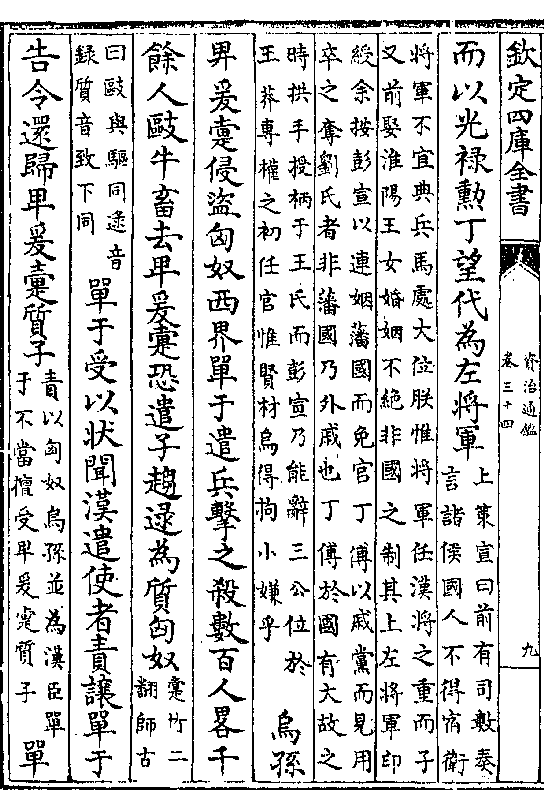 欽定四庫全書
資治通鑑
卷三十四
九
而以光祿勲丁望代為左將軍
上䇿宣曰前有司數奏
言諸侯國人不得宿衛
將軍不宜典兵馬處大位朕惟將軍任漢將之重而子
又前娶淮陽王女婚姻不絶非國之制其上左將軍印
綬余按彭宣以連姻藩國而免官丁傅以戚黨而見用
卒之奪劉氏者非藩國乃外戚也丁傅於國有大故之
時拱手授柄于王氏而彭宣乃能辭三公位於
王莽專權之初任官惟賢材烏得拘小嫌乎
烏孫
卑爰疐侵盜匈奴西界單于遣兵擊之殺數百人畧千
餘人敺牛畜去卑爰疐恐遣子趨逯為質匈奴
疐竹二
翻師古
曰敺與驅同逯音
録質音致下同
單于受以狀聞漢遣使者責讓單于
告令還歸卑爰疐質子
責以匈奴烏孫並為漢臣單
于不當擅受卑爰疐質子
單